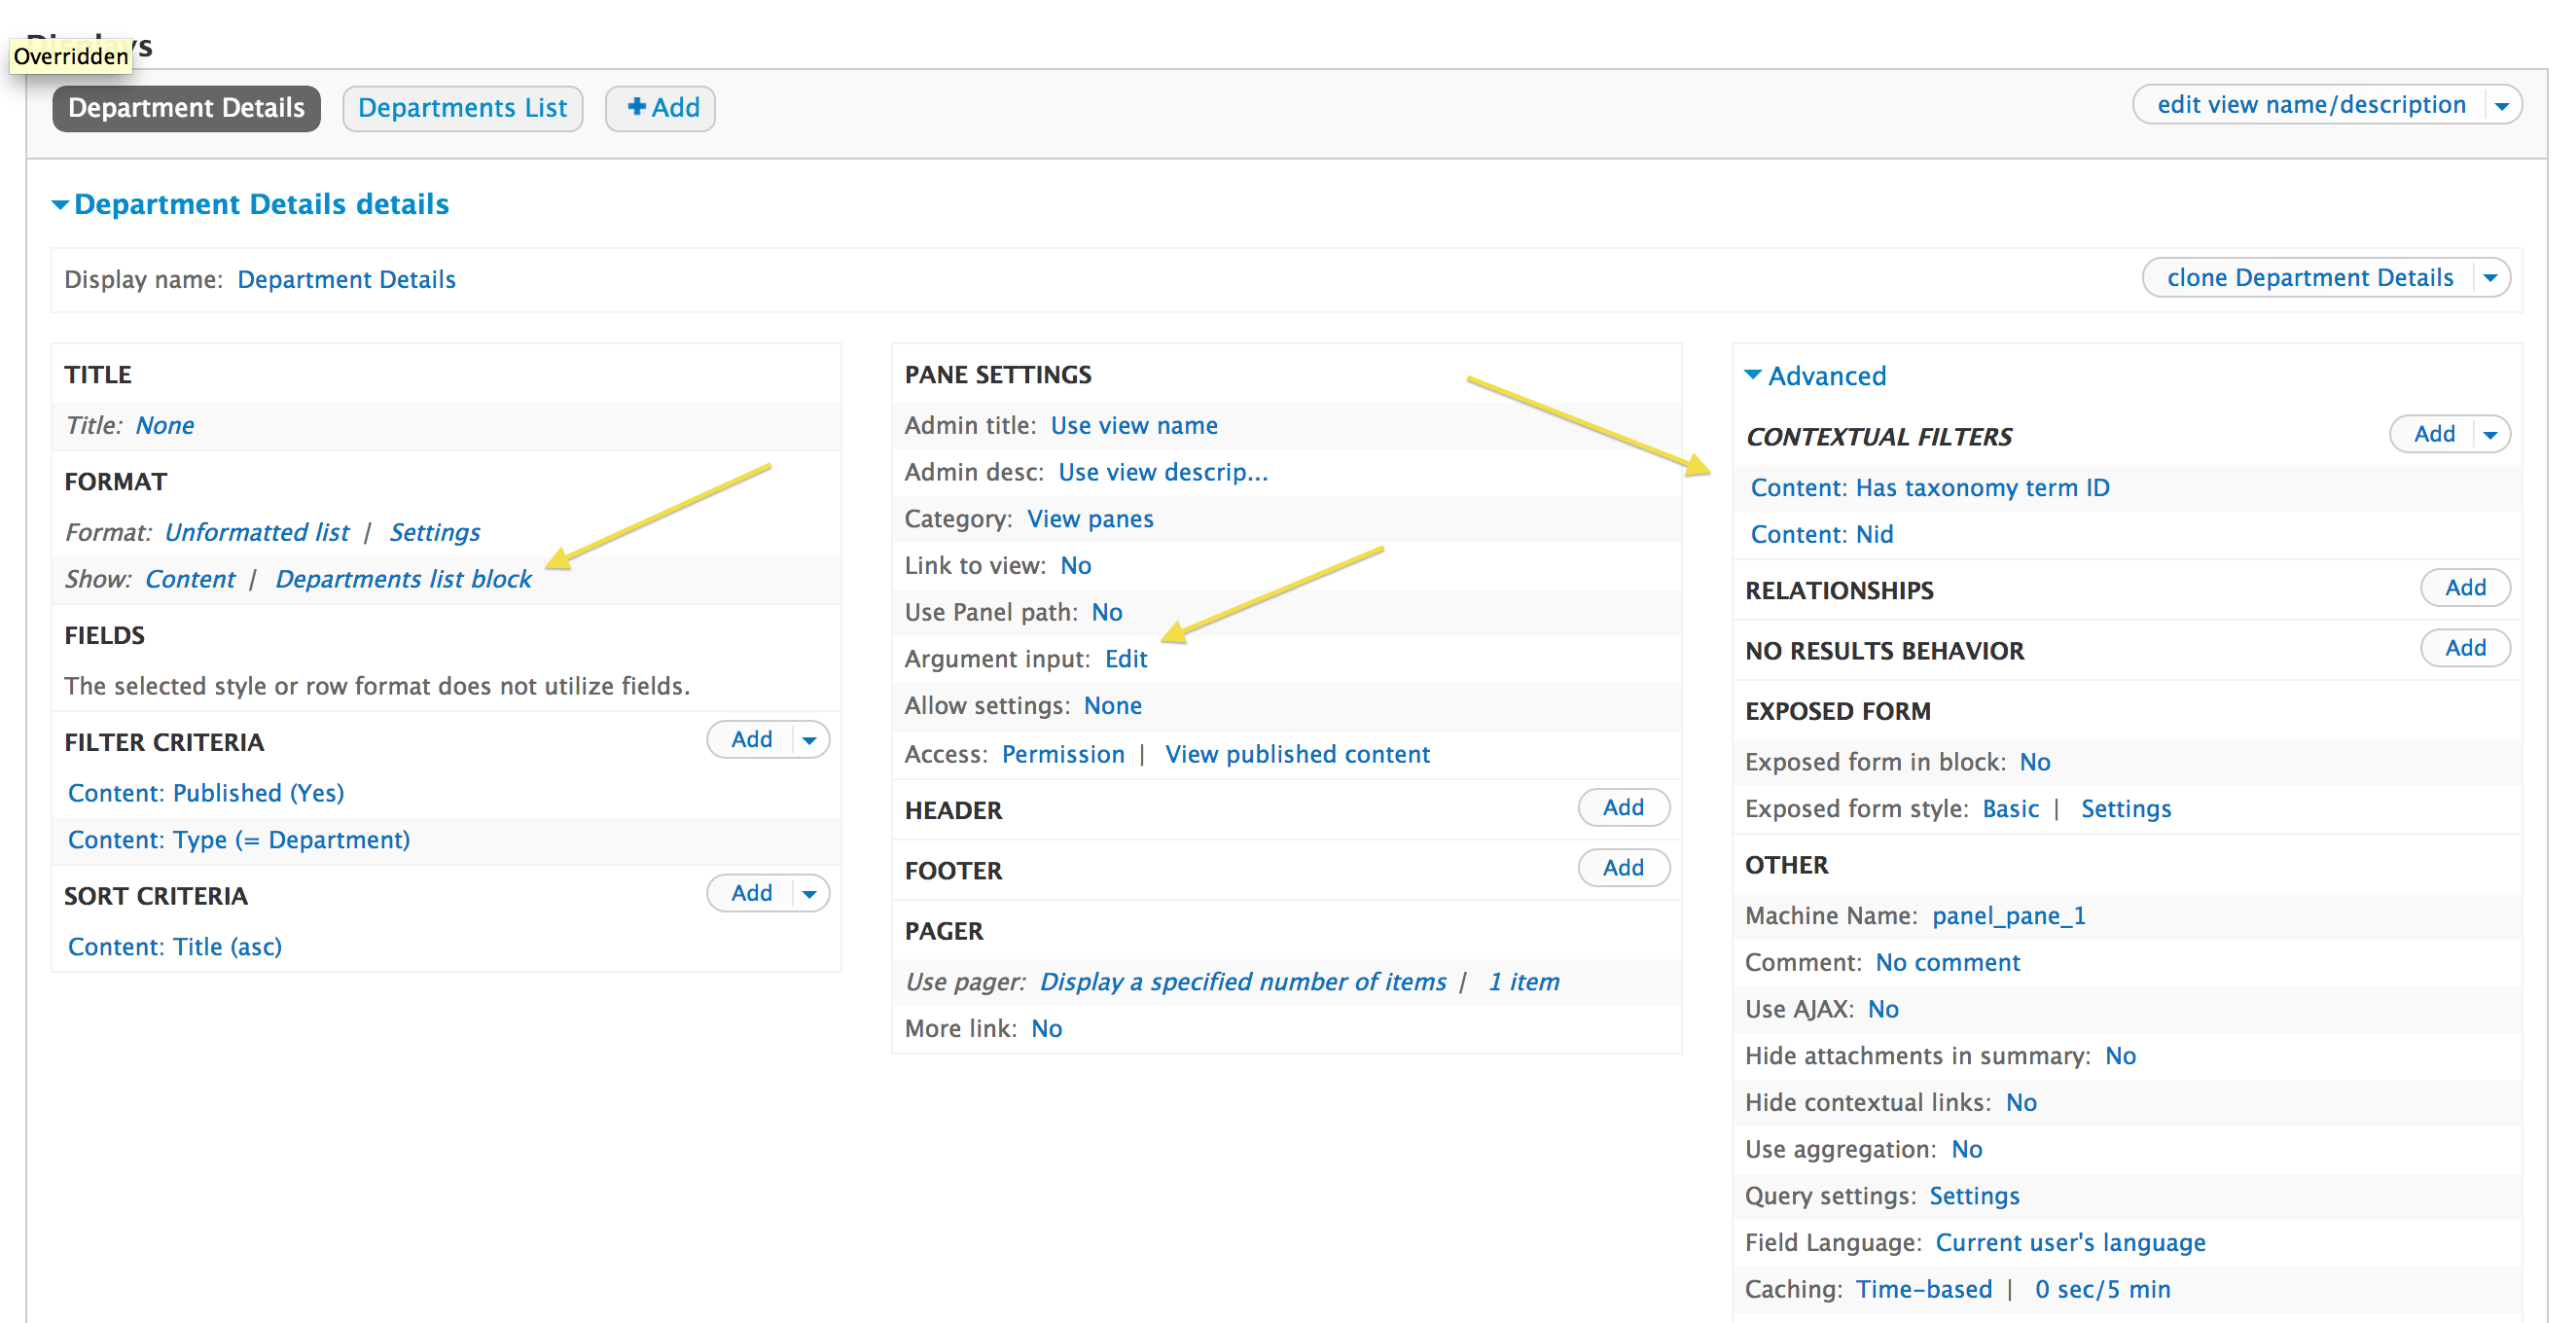 Displays
Overridden
Department Details
Departments List
Add
edit view name/description
Department Details details
Display name: Department Details
clone Department Details
TITLE
Title: None
FORMAT
Format: Unformatted list | Settings
Show: Content | Departments list block
FIELDS
The selected style or row format does not utilize fields.
FILTER CRITERIA
Add
Content: Published (Yes)
Content: Type (= Department)
SORT CRITERIA
Add
Content: Title (asc)
PANE SETTINGS
Admin title: Use view name
Admin desc: Use view descrip...
Category: View panes
Link to view: No
Use Panel path: No
Argument input: Edit
Allow settings: None
Access: Permission | View published content
HEADER
Add
FOOTER
Add
PAGER
Use pager: Display a specified number of items | 1 item
More link: No
Advanced
CONTEXTUAL FILTERS
Add
Content: Has taxonomy term ID
Content: Nid
RELATIONSHIPS
Add
NO RESULTS BEHAVIOR
Add
EXPOSED FORM
Exposed form in block: No
Exposed form style: Basic | Settings
OTHER
Machine Name: panel_pane_1
Comment: No comment
Use AJAX: No
Hide attachments in summary: No
Hide contextual links: No
Use aggregation: No
Query settings: Settings
Field Language: Current user's language
Caching: Time-based | 0 sec/5 min